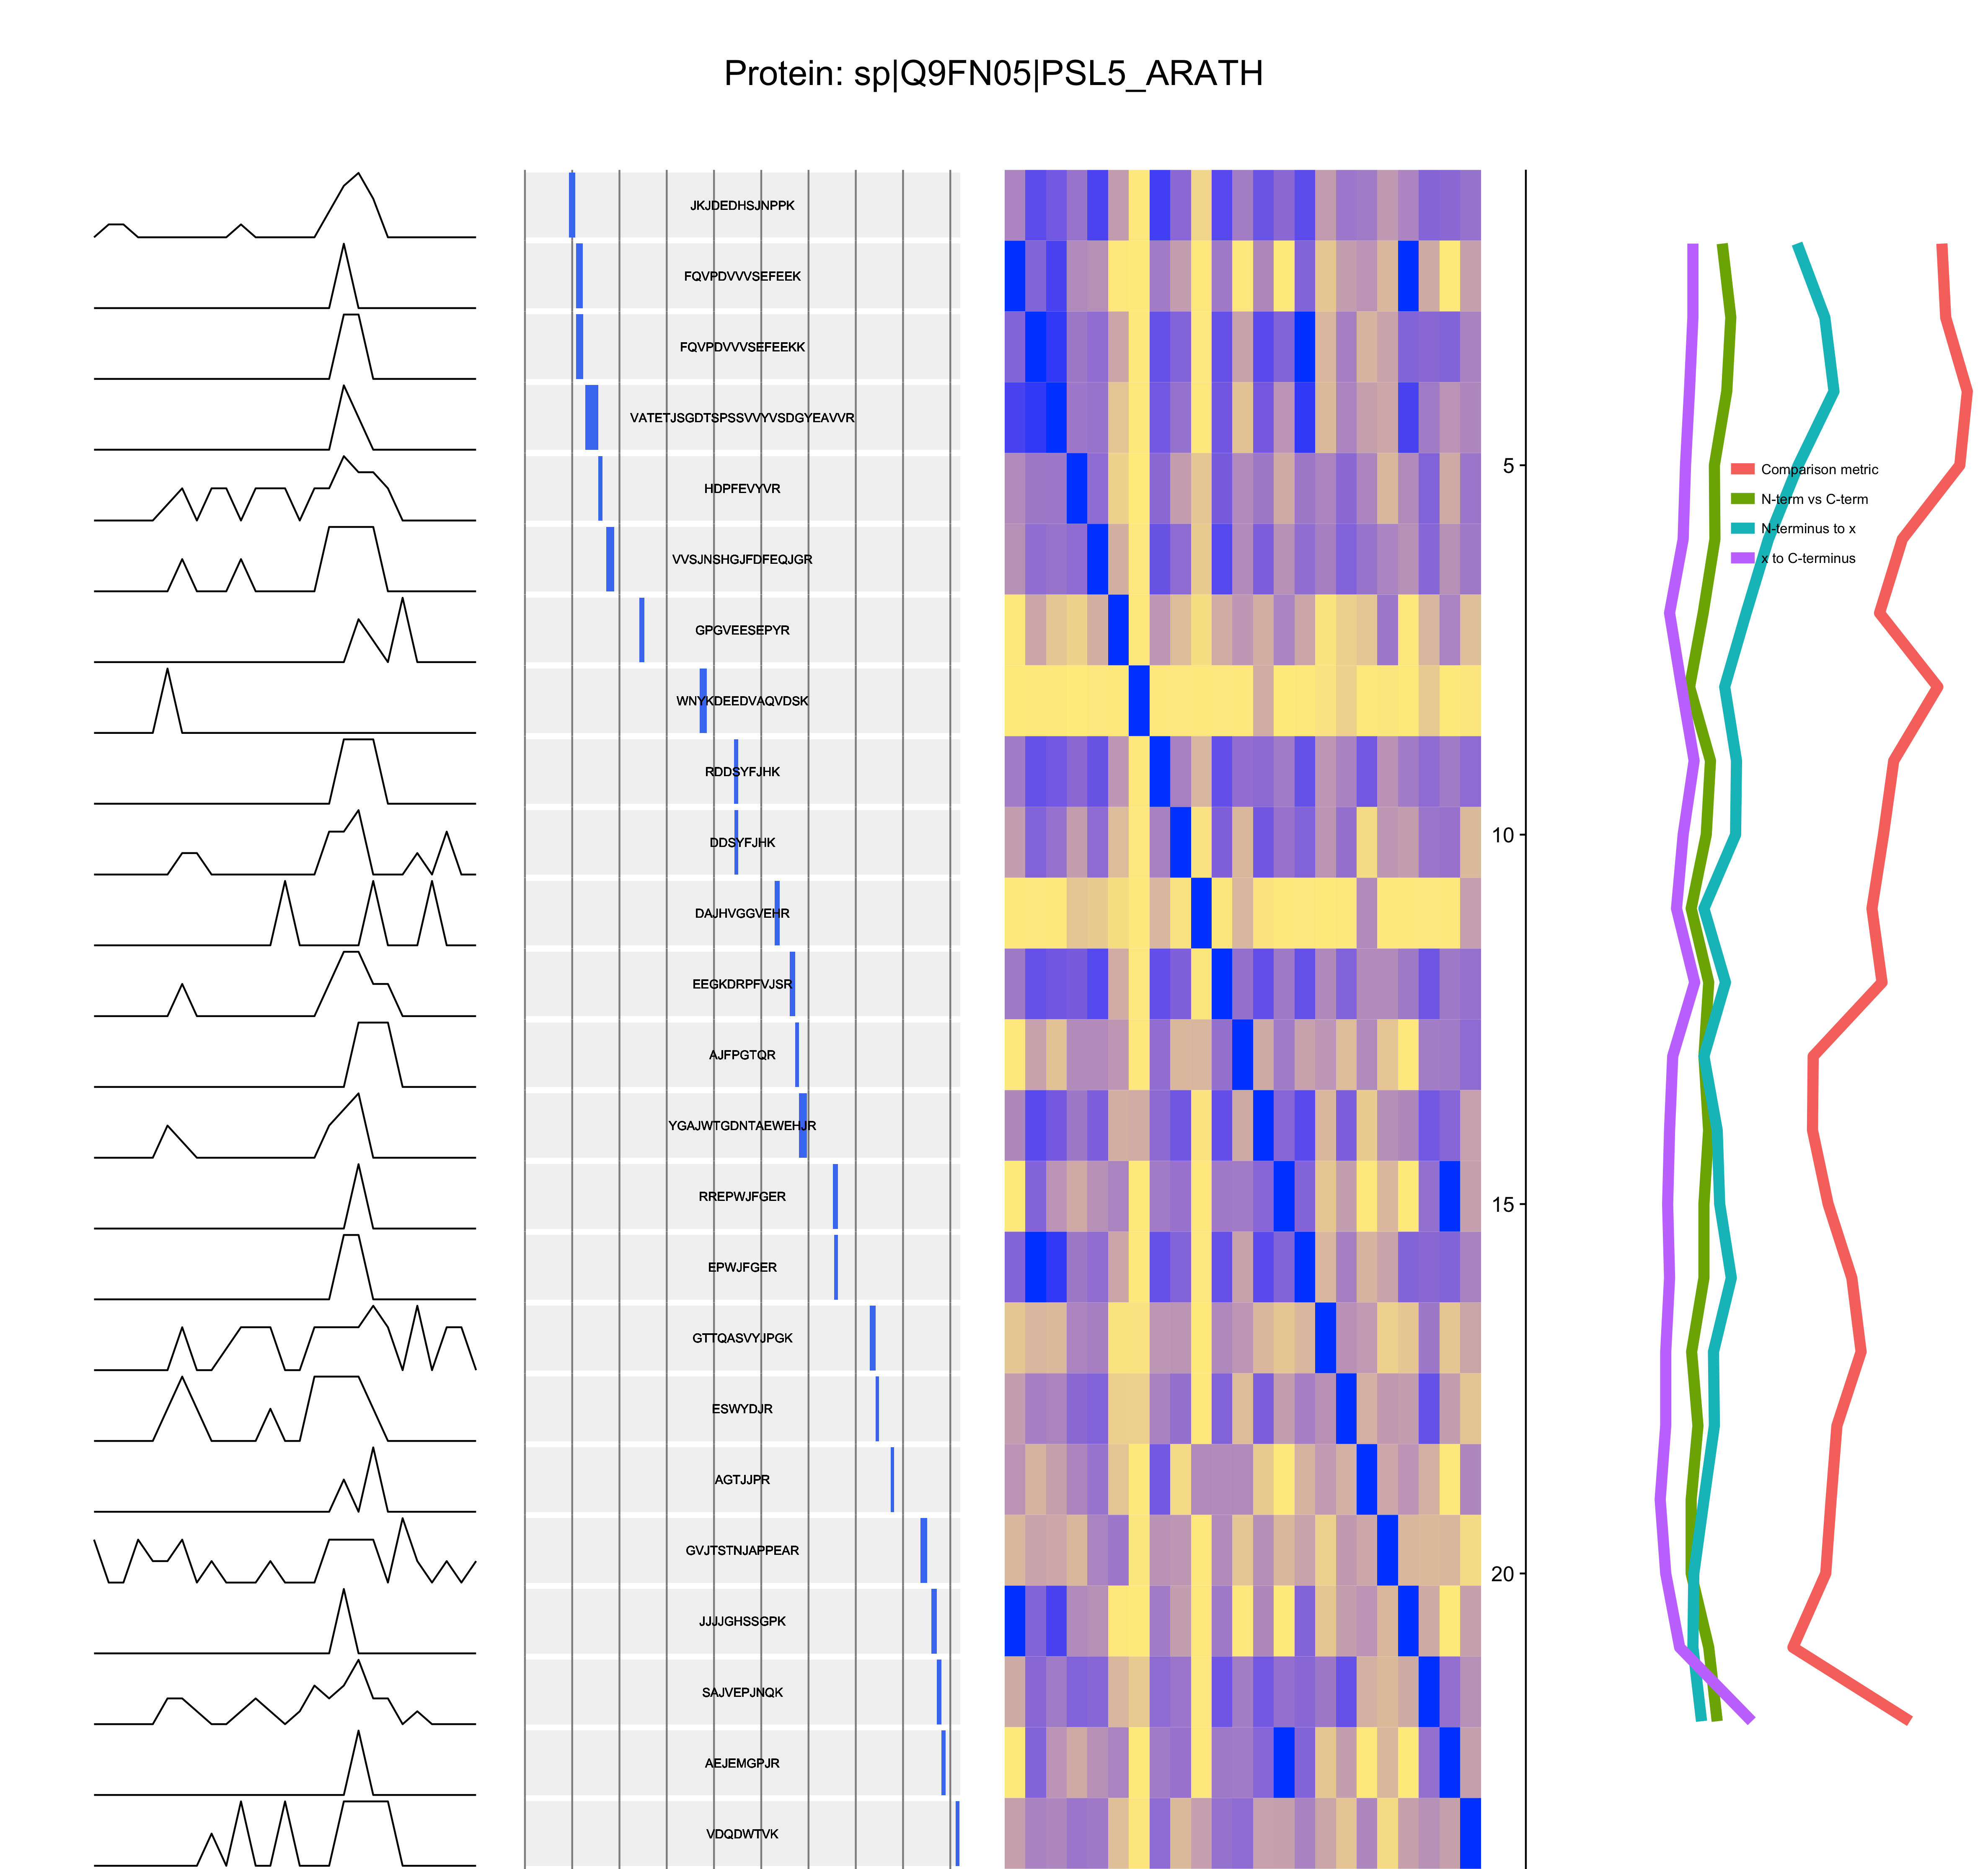 Protein: sp|Q9FN05|PSL5_ARATH
JKJDEDHSJNPPK
FQVPDVVVSEFEEK
FQVPDVVVSEFEEKK
VATETJSGDTSPSSVVYVSDGYEAVVR
HDPFEVYVR
VVSJNSHGJFDFEQJGR
GPGVEESEPYR
WNYKDEEDVAQVDSK
RDDSYFJHK
DDSYFJHK
DAJHVGGVEHR
EEGKDRPFVJSR
AJFPGTQR
YGAJWTGDNTAEWEHJR
RREPWJFGER
EPWJFGER
GTTQASVYJPGK
ESWYDJR
AGTJJPR
GVJTSTNJAPPEAR
JJJJGHSSGPK
SAJVEPJNQK
AEJEMGPJR
VDQDWTVK
5
10
15
20
Comparison metric
N-term vs C-term
N-terminus to x
x to C-terminus